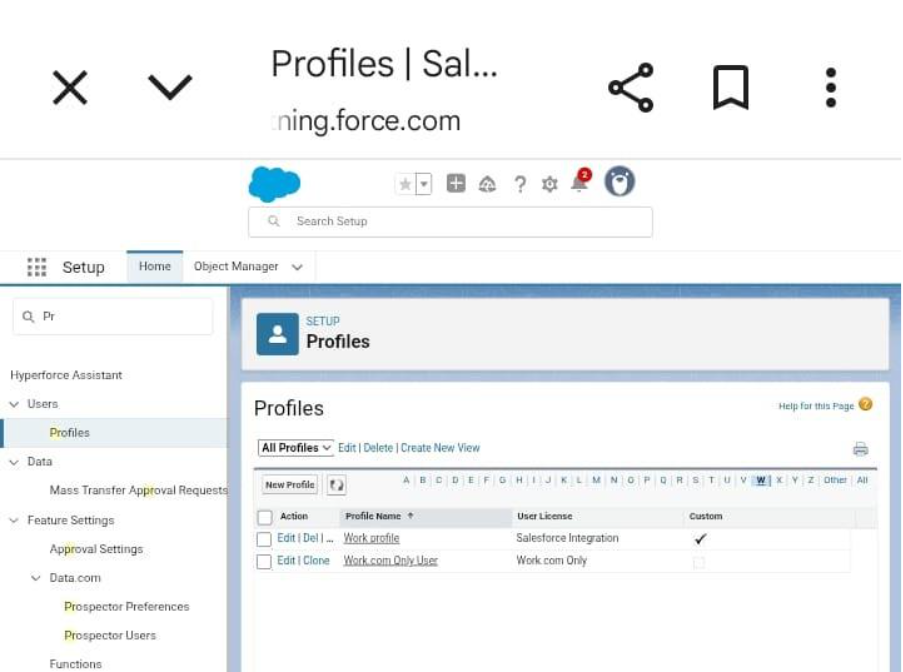 Profiles | Sal...
ning.force.com
2
Search Setup
Setup Home Object Manager
Pr
Hyperforce Assistant
Users
Profiles
Data
Mass Transfer Approval Requests
Feature Settings
Approval Settings
Data.com
Prospector Preferences
Prospector Users
Functions
SETUP
Profiles
Profiles
Help for this Page ?
All Profiles Edit | Delete | Create New View
New Profile A B C D E F G H I J K L M N O P Q R S T U V W X Y Z Other All
Action Profile Name User License Custom
Edit | Del | ... Work profile Salesforce Integration
Edit | Clone Work.com Only User Work.com Only